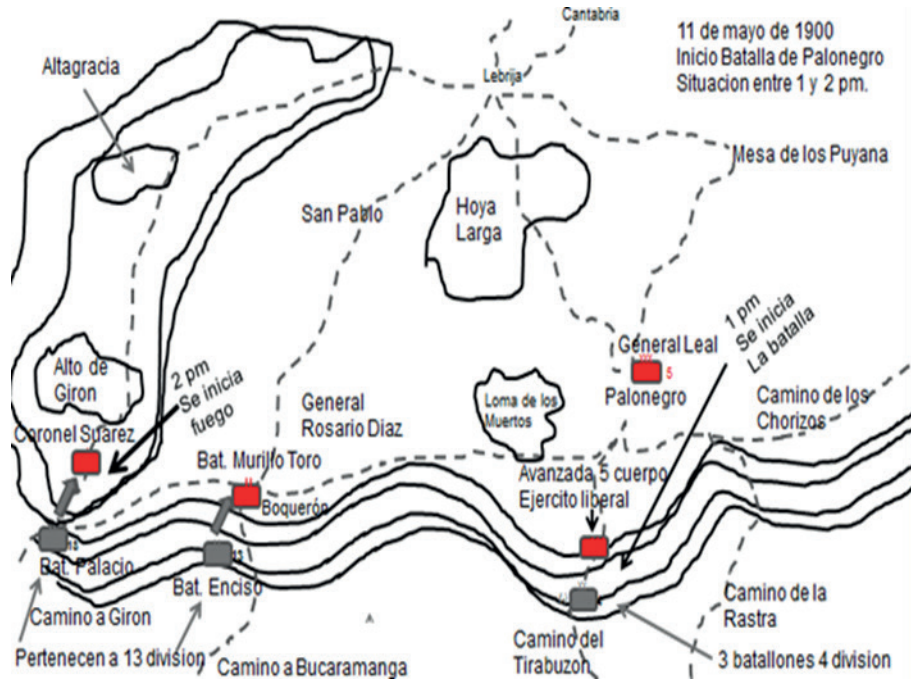 Cantabria
11 de mayo de 1900
Inicio Batalla de Palonegro
Situacion entre 1 y 2 pm.
Altagracia
Lebrija
Mesa de los Puyana
San Pablo
Hoya
Larga
1 pm
Se inicia
La batalla
General Leal
5
Palonegro
Alto de
Giron
2 pm
Se inicia
fuego
General
Rosario Diaz
Loma de los
Muertos
Camino de los
Chorizos
Coronel Suarez
Bat. Murillo Toro
Boquerón
Avanzada 5 cuerpo
Ejercito liberal
13
Bat. Palacio
13
Bat. Enciso
Camino a Giron
Pertenecen a 13 division
Camino a Bucaramanga
Camino del
Tirabuzon
Camino de la
Rastra
3 batallones 4 division